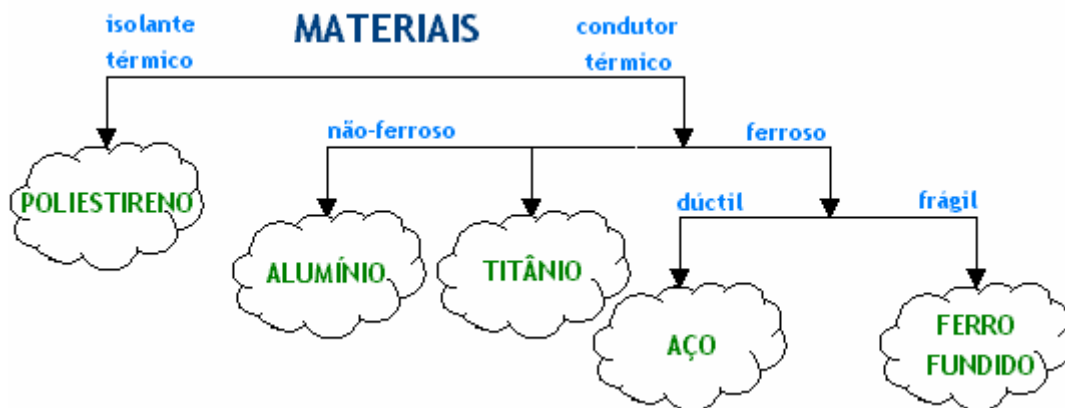 MATERIAIS
isolante
térmico
condutor
térmico
não-ferroso
ferroso
POLIESTIRENO
dúctil
frágil
ALUMÍNIO
TITÂNIO
AÇO
FERRO
FUNDIDO